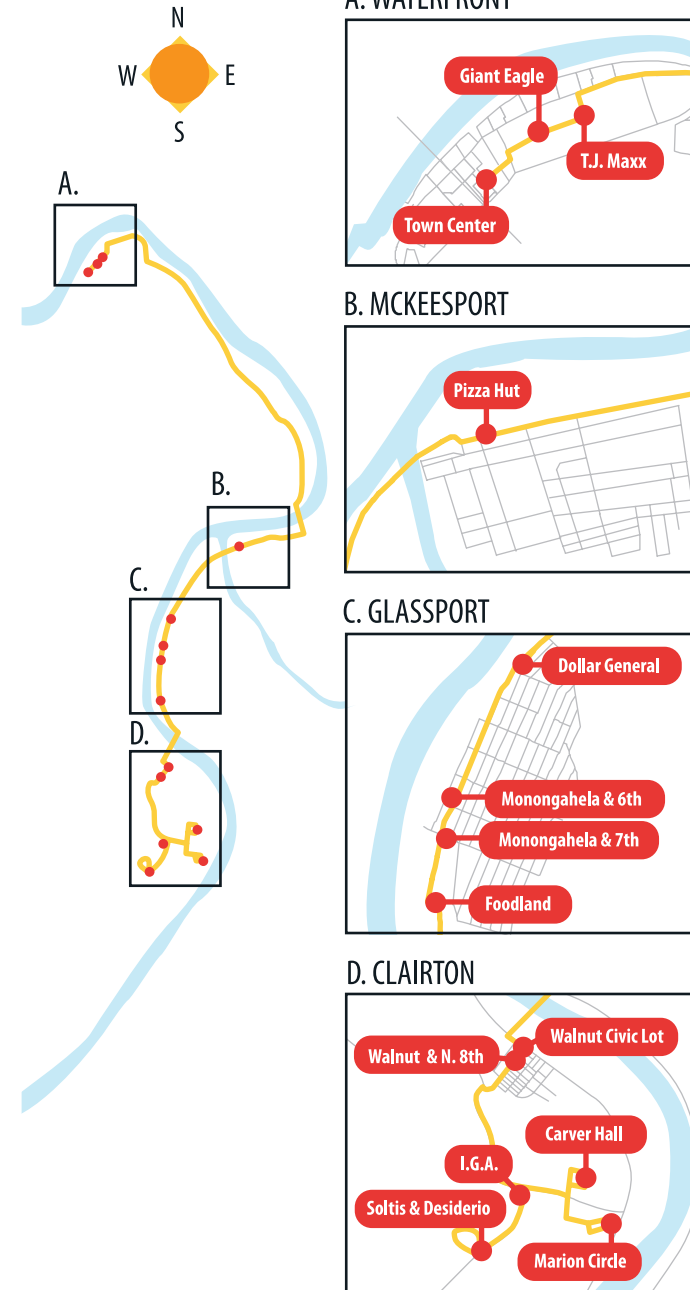 N
W E
S
A.
B.
C.
D.
A. WATERFRONT
Giant Eagle
T.J. Maxx
Town Center
B. MCKEESPORT
Pizza Hut
C. GLASSPORT
Dollar General
Monongahela & 6th
Monongahela & 7th
Foodland
D. CLAIRTON
Walnut Civic Lot
Walnut & N. 8th
Carver Hall
I.G.A.
Soltis & Desiderio
Marion Circle